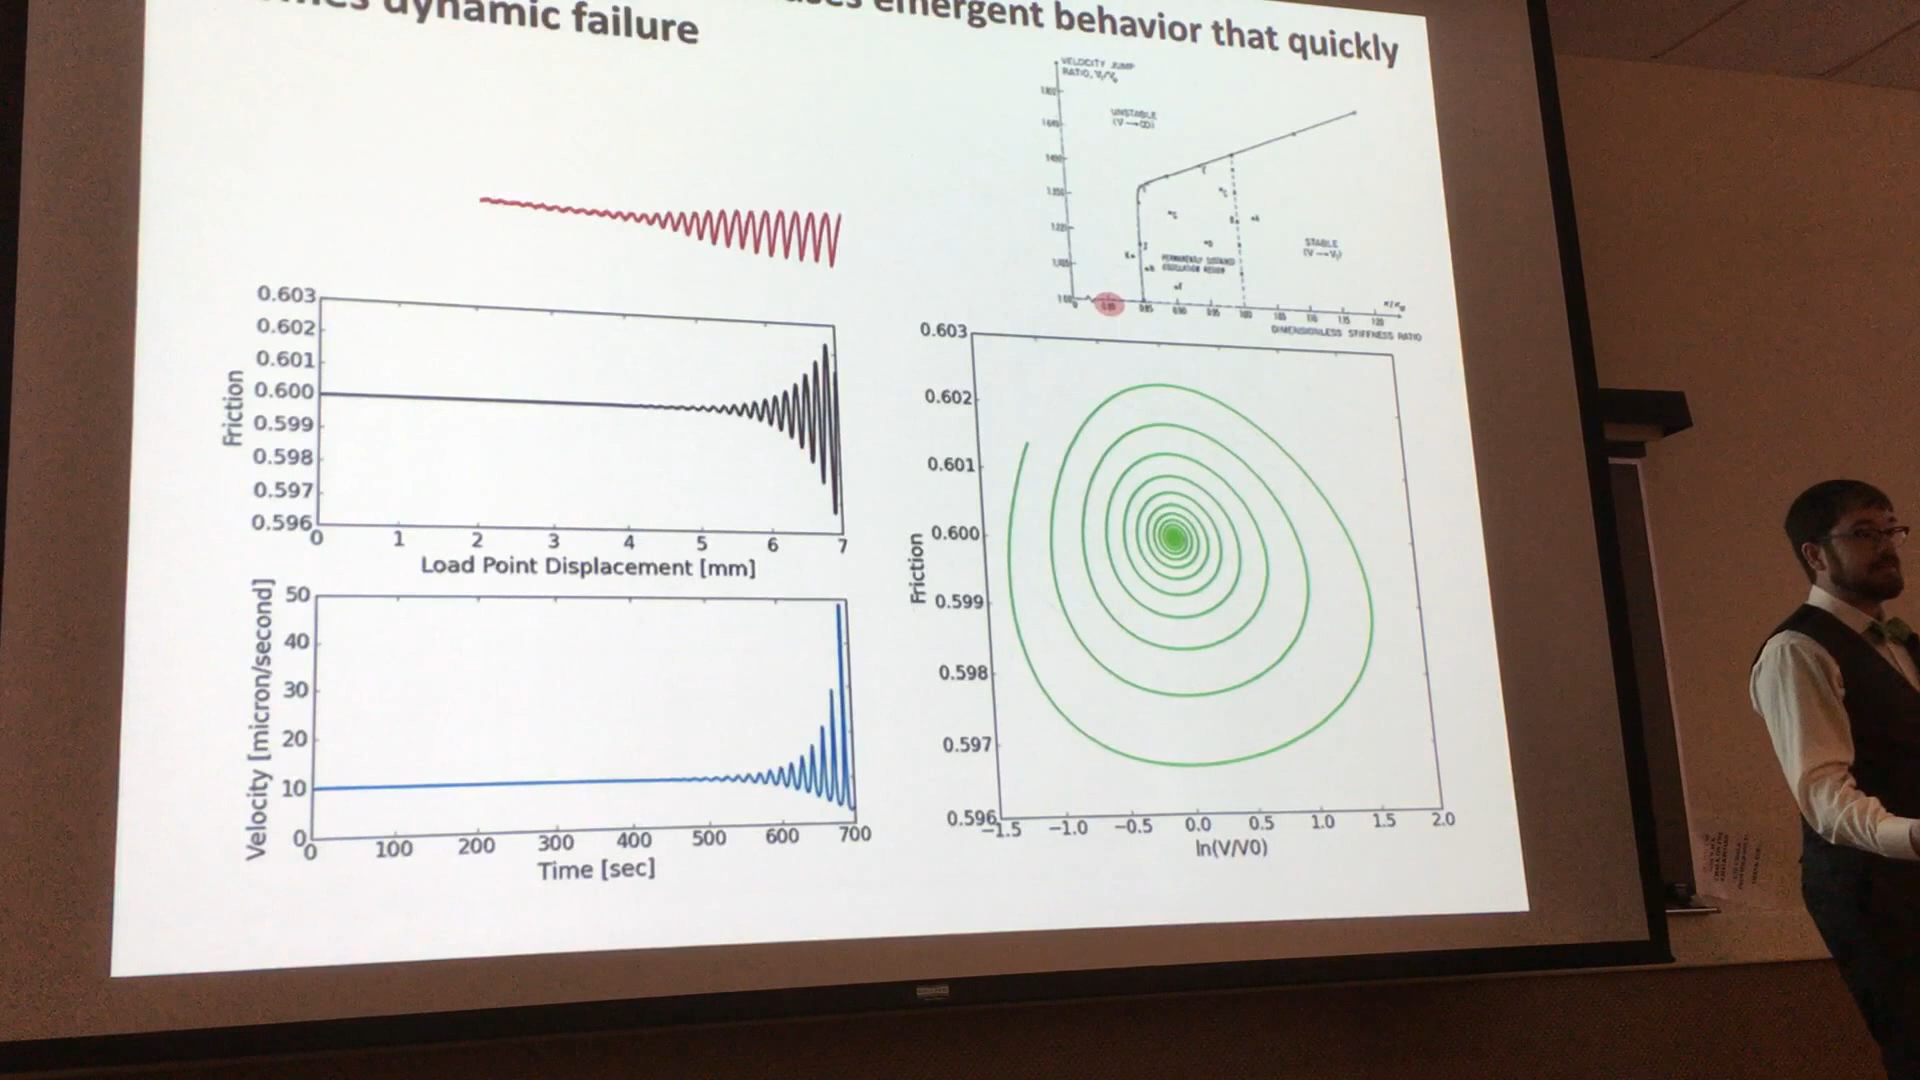 emergent behavior that quickly
dynamic failure
VELOCITY JUMP
RATIO,
UNSTABLE
(V→∞)
STABLE
PERMANENTLY SUSTAINED
OSCILLATION REGION
DIMENSIONLESS STIFFNESS RATIO
0.603
0.602
0.601
0.600
0.599
0.598
0.597
0.596
Friction
0 1 2 3 4 5 6 7
Load Point Displacement [mm]
50
40
30
20
10
0
Velocity [micron/second]
0 100 200 300 400 500 600 700
Time [sec]
0.603
0.602
0.601
0.600
0.599
0.598
0.597
0.596
Friction
−1.5 −1.0 −0.5 0.0 0.5 1.0 1.5 2.0
ln(V/V0)